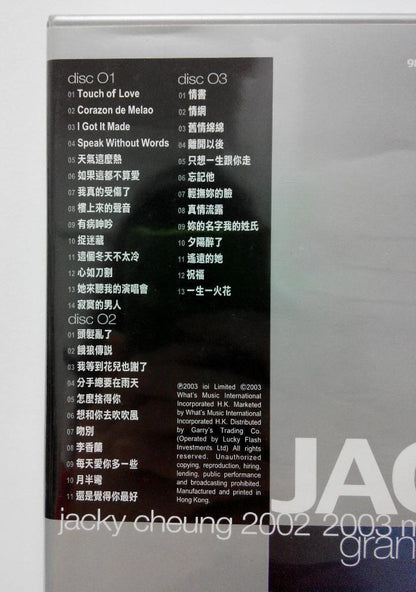 disc 01
01 Touch of Love
02 Corazon de Melao
03 I Got It Made
04 Speak Without Words
05 天氣這麼熱
06 如果這都不算愛
07 我真的受傷了
08 樓上來的聲音
09 有病呻吟
10 捉迷藏
11 這個冬天不太冷
12 心如刀割
13 她來聽我的演唱會
14 寂寞的男人
disc 02
01 頭髮亂了
02 餓狼傳說
03 我等到花兒也謝了
04 分手總要在雨天
05 怎麼捨得你
06 想和你去吹吹風
07 吻別
08 李香蘭
09 每天愛你多一些
10 月半彎
11 還是覺得你最好
disc 03
01 情書
02 情網
03 舊情綿綿
04 離開以後
05 只想一生跟你走
06 忘記他
07 輕撫妳的臉
08 真情流露
09 妳的名字我的姓氏
10 夕陽醉了
11 遙遠的她
12 祝福
13 一生一火花
℗2003 ioi Limited ©2003
What's Music International
Incorporated H.K. Marketed
by What's Music International
Incorporated H.K. Distributed
by Garry's Trading Co.
(Operated by Lucky Flash
Investments Ltd) All rights
reserved. Unauthorized
copying, reproduction, hiring,
lending, public performance
and broadcasting prohibited.
Manufactured and printed in
Hong Kong.
JAC
jacky cheung 2002 2003 m
gran